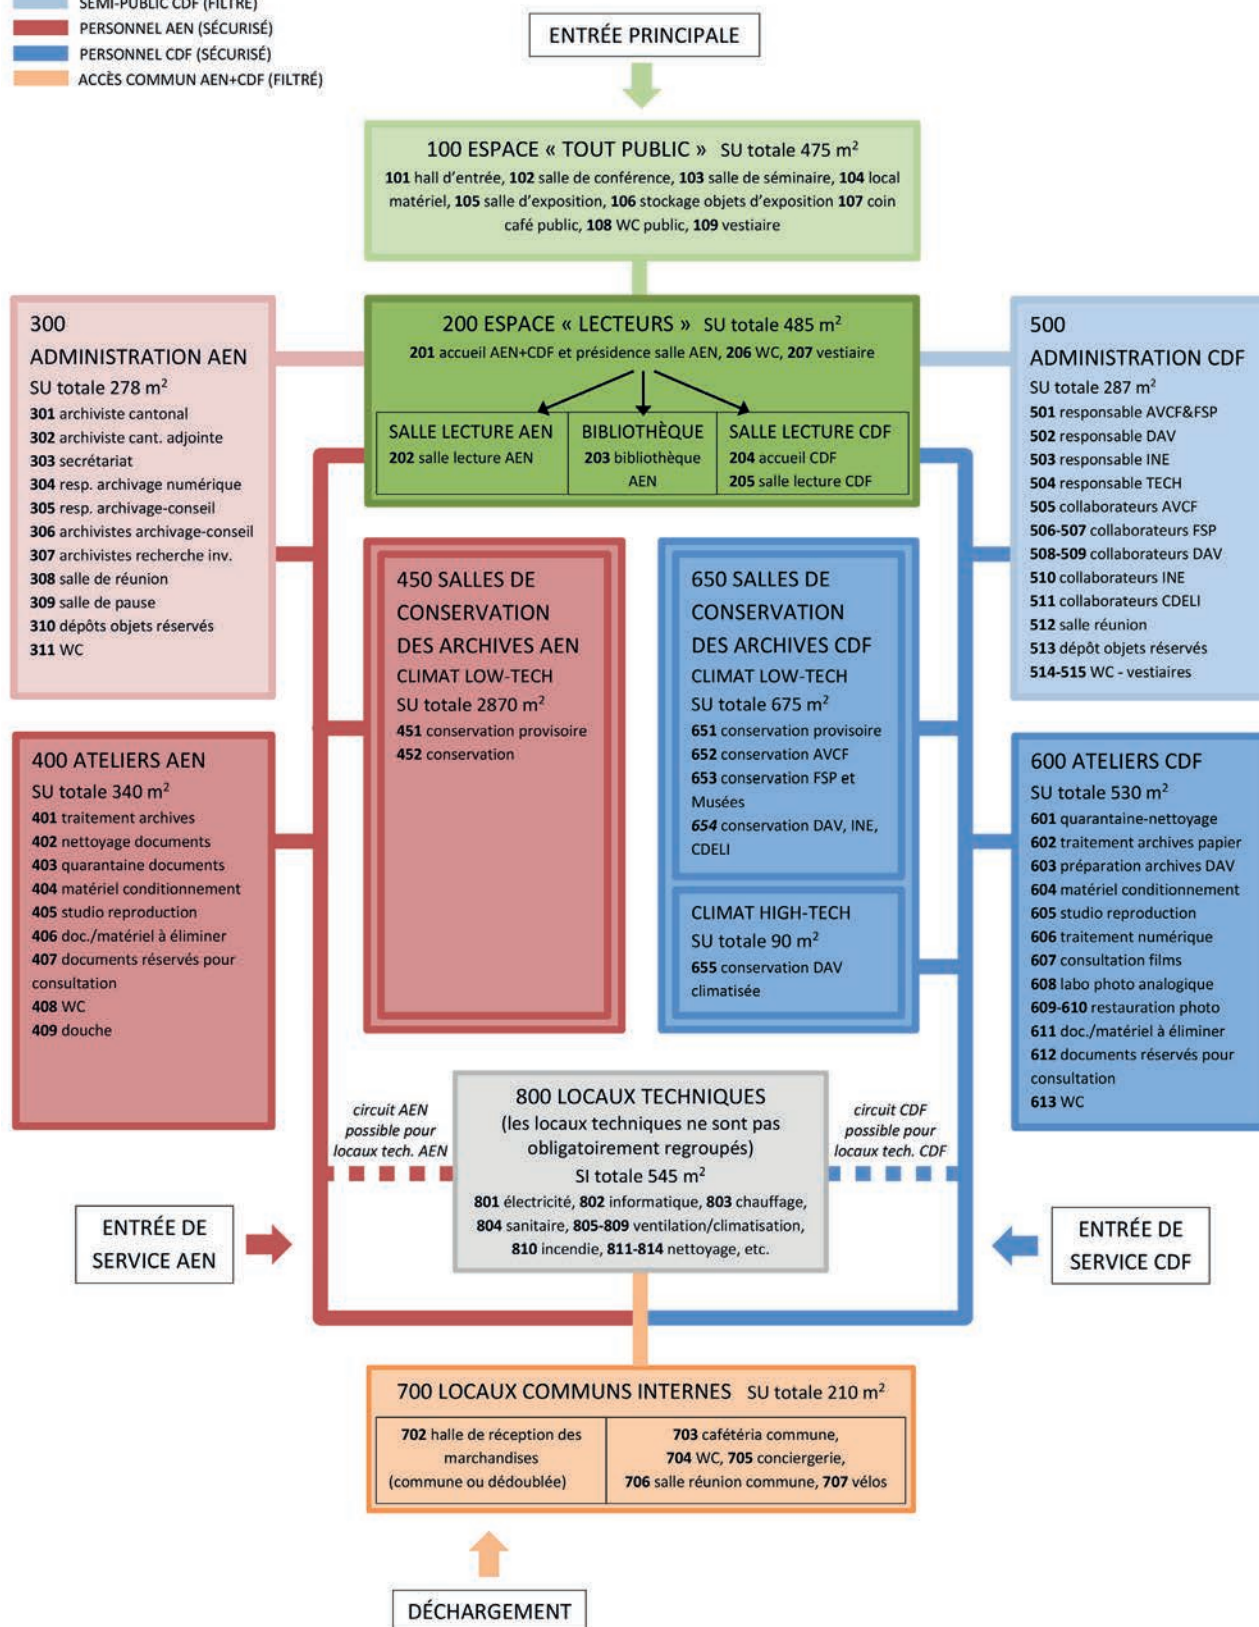 SEMI-PUBLIC CDF (FILTRÉ)
PERSONNEL AEN (SÉCURISÉ)
PERSONNEL CDF (SÉCURISÉ)
ACCÈS COMMUN AEN+CDF (FILTRÉ)
ENTRÉE PRINCIPALE
100 ESPACE « TOUT PUBLIC » SU totale 475 m²
101 hall d'entrée, 102 salle de conférence, 103 salle de séminaire, 104 local
matériel, 105 salle d'exposition, 106 stockage objets d'exposition 107 coin
café public, 108 WC public, 109 vestiaire
300
ADMINISTRATION AEN
SU totale 278 m²
301 archiviste cantonal
302 archiviste cant. adjointe
303 secrétariat
304 resp. archivage numérique
305 resp. archivage-conseil
306 archivistes archivage-conseil
307 archivistes recherche inv.
308 salle de réunion
309 salle de pause
310 dépôts objets réservés
311 WC
200 ESPACE « LECTEURS » SU totale 485 m²
201 accueil AEN+CDF et présidence salle AEN, 206 WC, 207 vestiaire
SALLE LECTURE AEN
202 salle lecture AEN
BIBLIOTHÈQUE
203 bibliothèque
AEN
SALLE LECTURE CDF
204 accueil CDF
205 salle lecture CDF
500
ADMINISTRATION CDF
SU totale 287 m²
501 responsable AVCF&FSP
502 responsable DAV
503 responsable INE
504 responsable TECH
505 collaborateurs AVCF
506-507 collaborateurs FSP
508-509 collaborateurs DAV
510 collaborateurs INE
511 collaborateurs CDELI
512 salle réunion
513 dépôt objets réservés
514-515 WC - vestiaires
450 SALLES DE
CONSERVATION
DES ARCHIVES AEN
CLIMAT LOW-TECH
SU totale 2870 m²
451 conservation provisoire
452 conservation
650 SALLES DE
CONSERVATION
DES ARCHIVES CDF
CLIMAT LOW-TECH
SU totale 675 m²
651 conservation provisoire
652 conservation AVCF
653 conservation FSP et
Musées
654 conservation DAV, INE,
CDELI
CLIMAT HIGH-TECH
SU totale 90 m²
655 conservation DAV
climatisée
400 ATELIERS AEN
SU totale 340 m²
401 traitement archives
402 nettoyage documents
403 quarantaine documents
404 matériel conditionnement
405 studio reproduction
406 doc./matériel à éliminer
407 documents réservés pour
consultation
408 WC
409 douche
600 ATELIERS CDF
SU totale 530 m²
601 quarantaine-nettoyage
602 traitement archives papier
603 préparation archives DAV
604 matériel conditionnement
605 studio reproduction
606 traitement numérique
607 consultation films
608 labo photo analogique
609-610 restauration photo
611 doc./matériel à éliminer
612 documents réservés pour
consultation
613 WC
circuit AEN
possible pour
locaux tech. AEN
800 LOCAUX TECHNIQUES
(les locaux techniques ne sont pas
obligatoirement regroupés)
SI totale 545 m²
801 électricité, 802 informatique, 803 chauffage,
804 sanitaire, 805-809 ventilation/climatisation,
810 incendie, 811-814 nettoyage, etc.
circuit CDF
possible pour
locaux tech. CDF
ENTRÉE DE
SERVICE AEN
ENTRÉE DE
SERVICE CDF
700 LOCAUX COMMUNS INTERNES SU totale 210 m²
702 halle de réception des
marchandises
(commune ou dédoublée)
703 cafétéria commune,
704 WC, 705 conciergerie,
706 salle réunion commune, 707 vélos
DÉCHARGEMENT